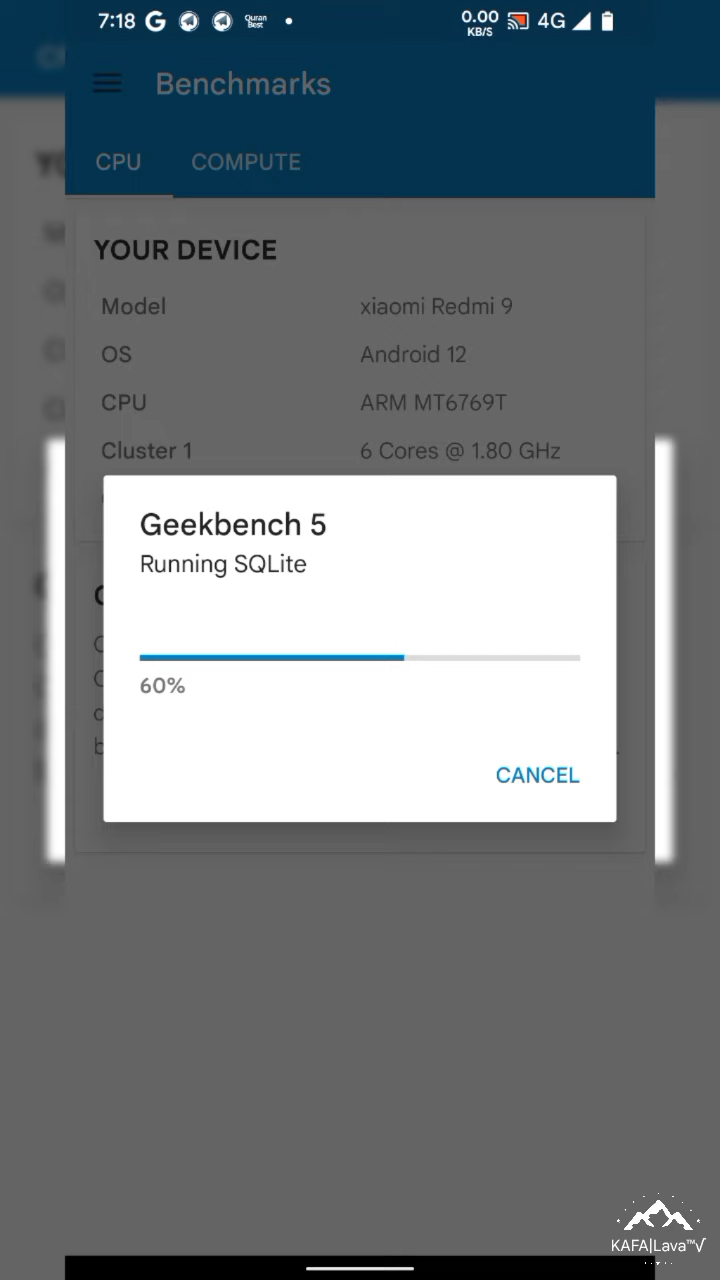 7:18 G Quran Best 0.00 KB/S 4G
Benchmarks
CPU COMPUTE
YOUR DEVICE
Model xiaomi Redmi 9
OS Android 12
CPU ARM MT6769T
Cluster 1 6 Cores @ 1.80 GHz
Geekbench 5
Running SQLite
60%
CANCEL
KAFA|Lava™√